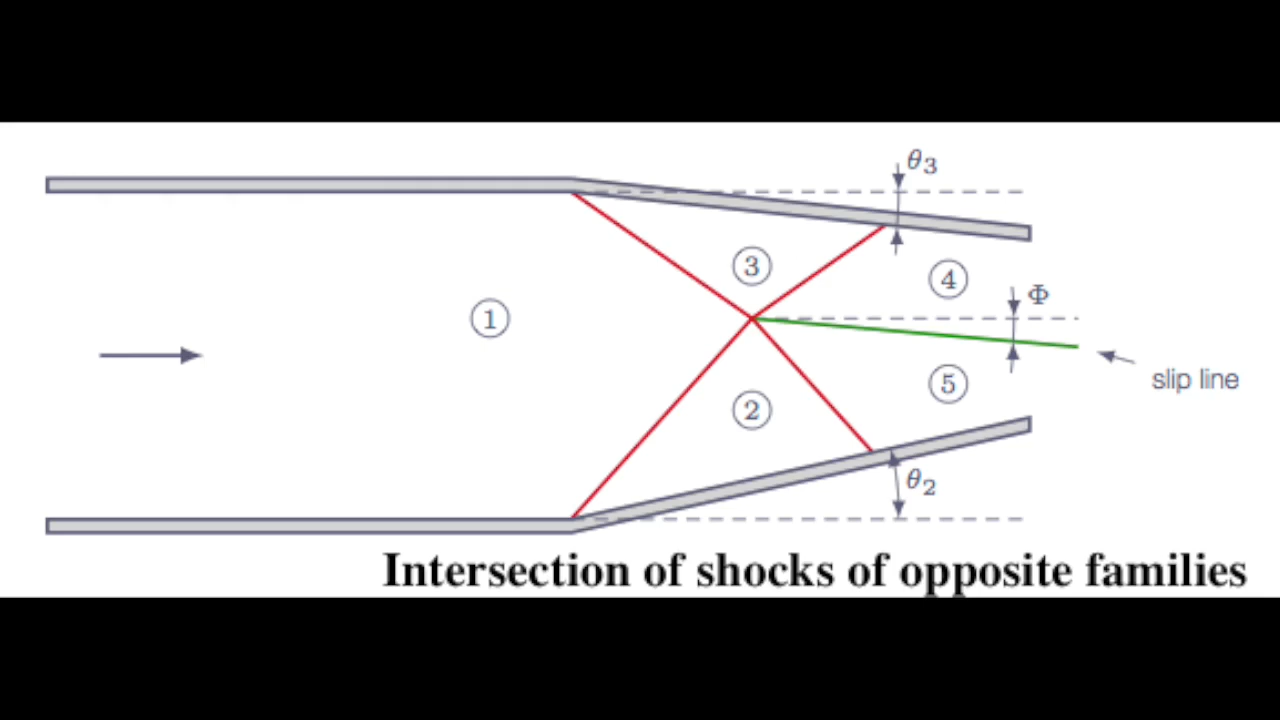 θ3
3
4
Φ
1
5
slip line
2
θ2
Intersection of shocks of opposite families